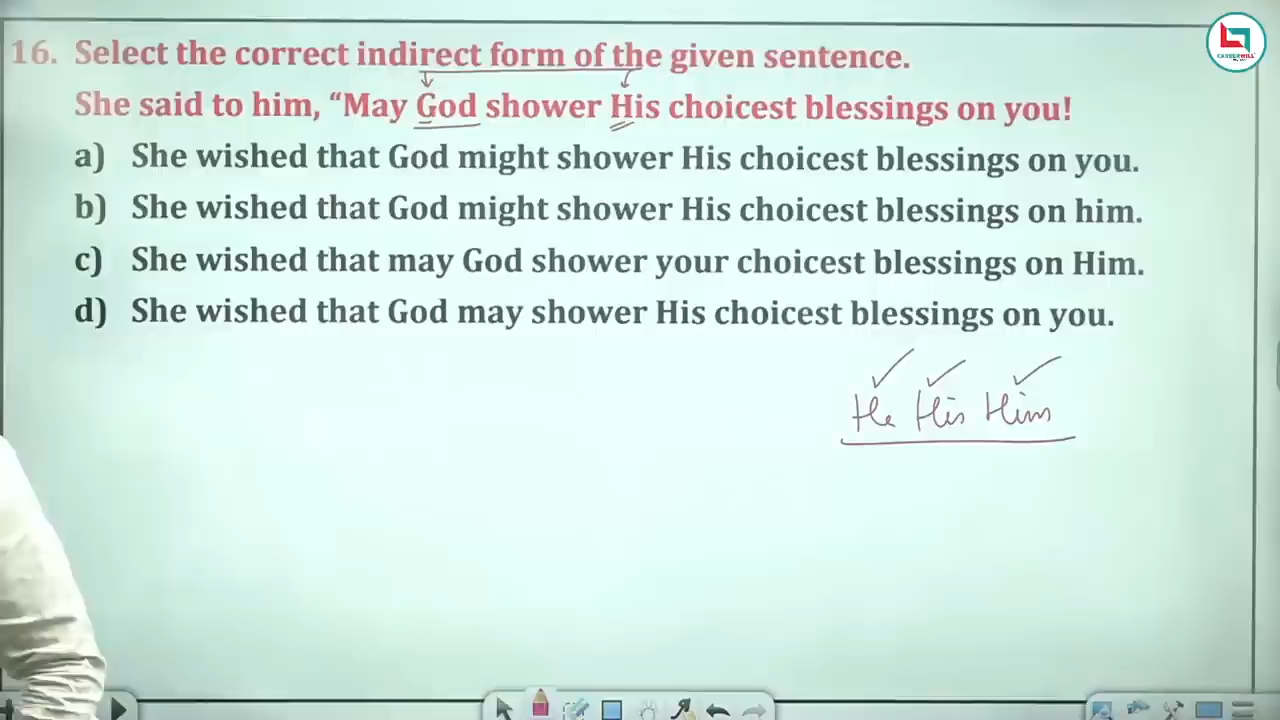 16. Select the correct indirect form of the given sentence.
She said to him, “May God shower His choicest blessings on you!
a) She wished that God might shower His choicest blessings on you.
b) She wished that God might shower His choicest blessings on him.
c) She wished that may God shower your choicest blessings on Him.
d) She wished that God may shower His choicest blessings on you.
He His Him
CAREERWILL